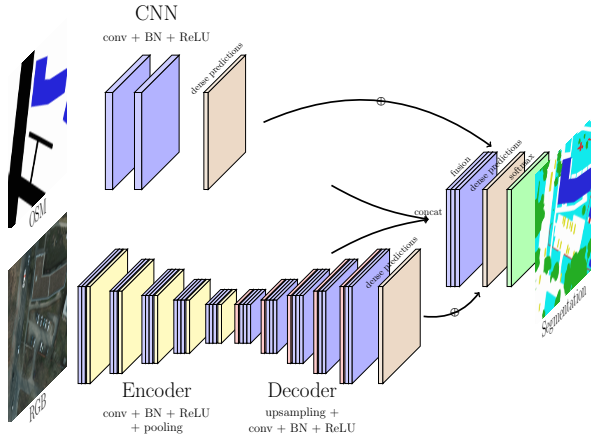 CNN
conv + BN + ReLU
dense predictions
⊕
OSM
fusion
dense predictions
softmax
concat
dense predictions
⊕
Segmentation
RGB
Encoder
conv + BN + ReLU
+ pooling
Decoder
upsampling +
conv + BN + ReLU